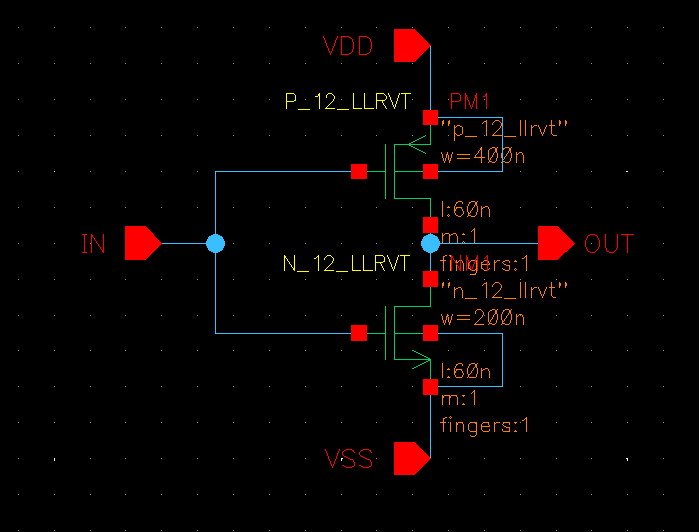 VDD
P_12_LLRVT PM1
"p_12_llrvt"
w=400n
l:60n
m:1
fingers:1
IN
OUT
N_12_LLRVT NM1
"n_12_llrvt"
w=200n
l:60n
m:1
fingers:1
VSS